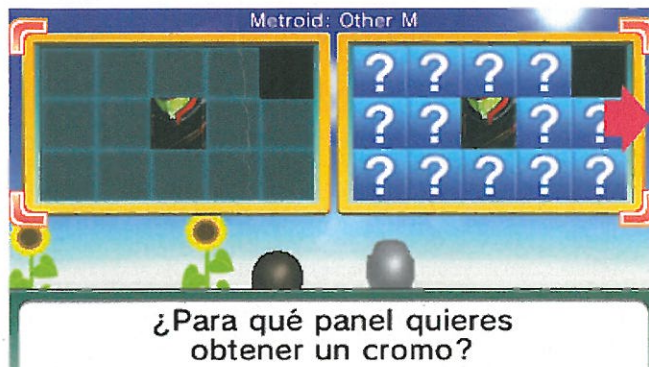 Metroid: Other M
? ? ? ?
? ? ? ?
? ? ? ? ?
¿Para qué panel quieres
obtener un cromo?